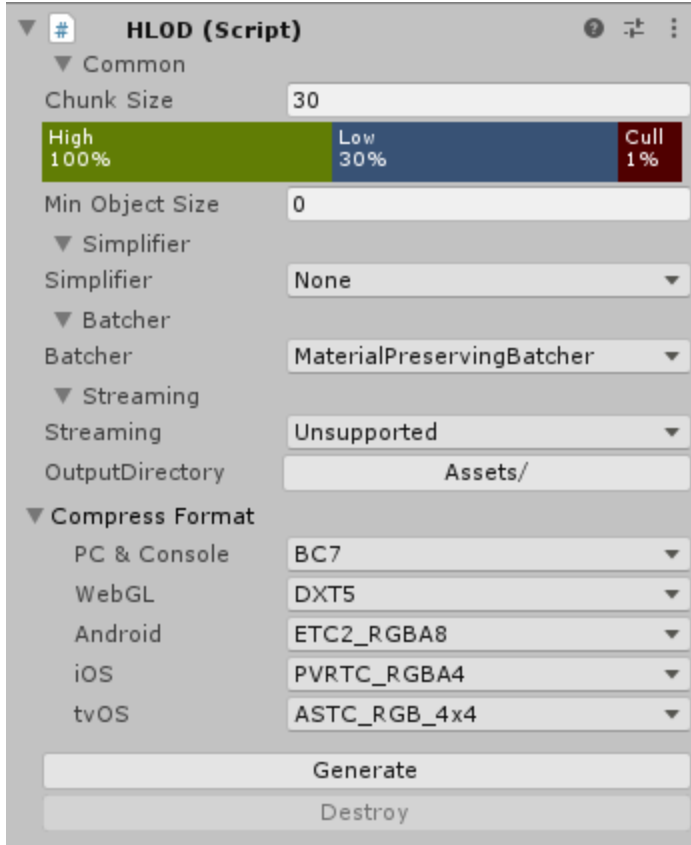 # HLOD (Script)
Common
Chunk Size 30
High Low Cull
100% 30% 1%
Min Object Size 0
Simplifier
Simplifier None
Batcher
Batcher MaterialPreservingBatcher
Streaming
Streaming Unsupported
OutputDirectory Assets/
Compress Format
PC & Console BC7
WebGL DXT5
Android ETC2_RGBA8
iOS PVRTC_RGBA4
tvOS ASTC_RGB_4x4
Generate
Destroy